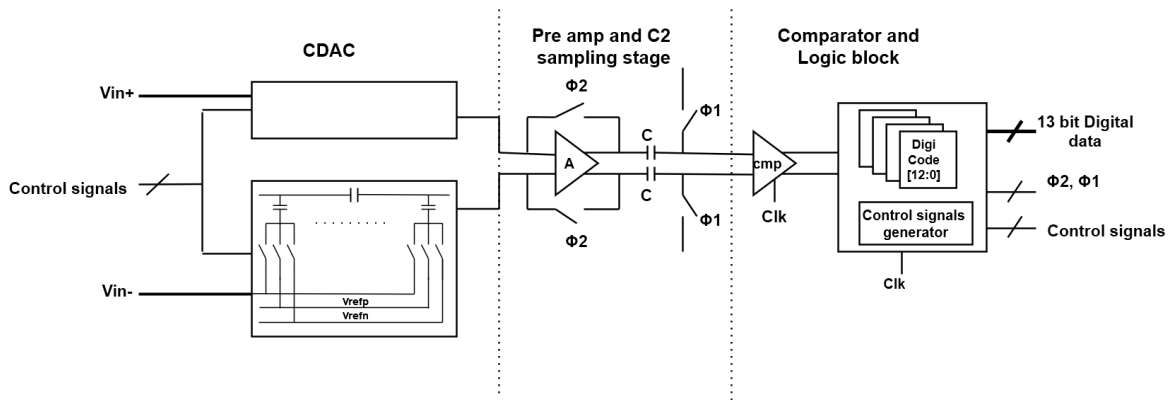 CDAC
Pre amp and C2
sampling stage
Comparator and
Logic block
Vin+
Control signals
Vin-
Vrefp
Vrefn
Φ2
A
Φ2
C
C
Φ1
Φ1
cmp
Clk
Digi
Code
[12:0]
Control signals
generator
Clk
13 bit Digital
data
Φ2, Φ1
Control signals